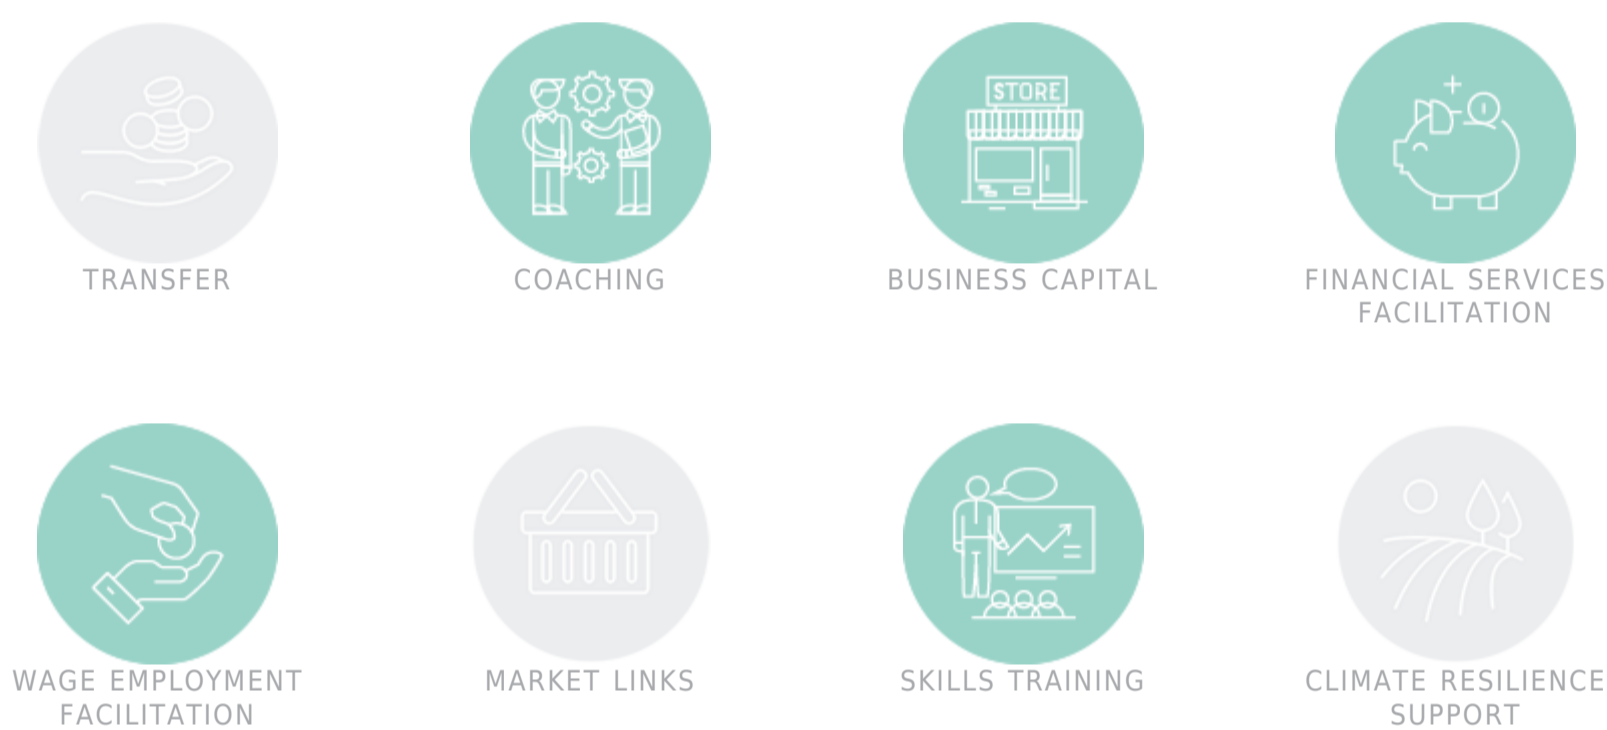 STORE
TRANSFER
COACHING
BUSINESS CAPITAL
FINANCIAL SERVICES
FACILITATION
WAGE EMPLOYMENT
FACILITATION
MARKET LINKS
SKILLS TRAINING
CLIMATE RESILIENCE
SUPPORT